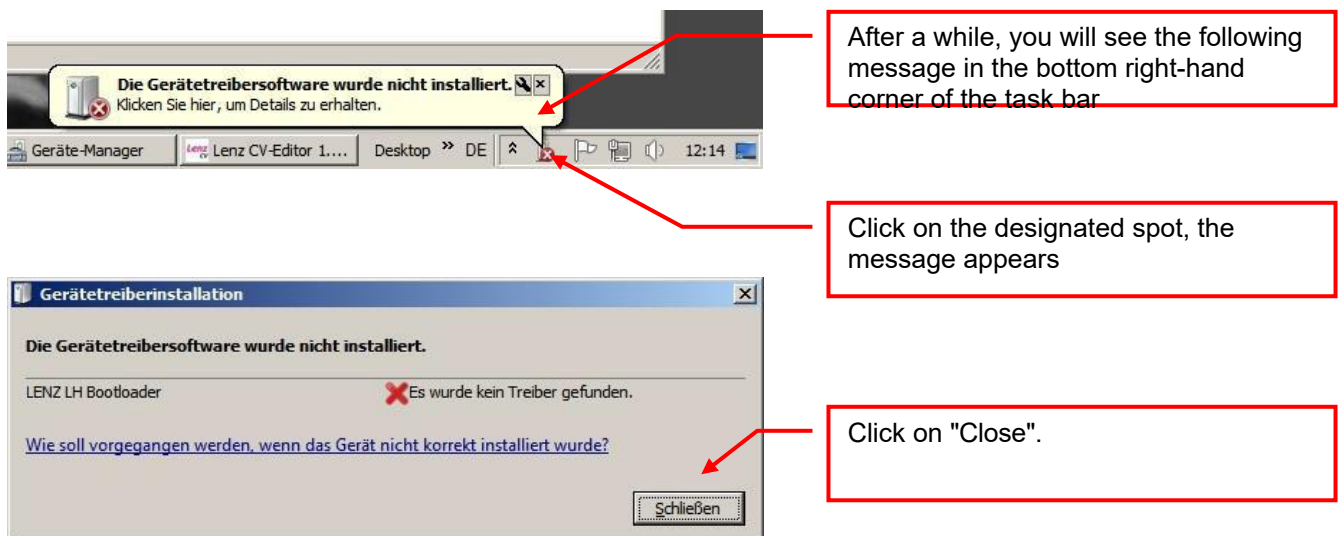 After a while, you will see the following
message in the bottom right-hand
corner of the task bar
Die Gerätetreibersoftware wurde nicht installiert.
Klicken Sie hier, um Details zu erhalten.
Geräte-Manager
Lenz CV
Lenz CV-Editor 1....
Desktop
»
DE
12:14
Click on the designated spot, the
message appears
Gerätetreiberinstallation
Die Gerätetreibersoftware wurde nicht installiert.
LENZ LH Bootloader
Es wurde kein Treiber gefunden.
Wie soll vorgegangen werden, wenn das Gerät nicht korrekt installiert wurde?
Click on "Close".
Schließen